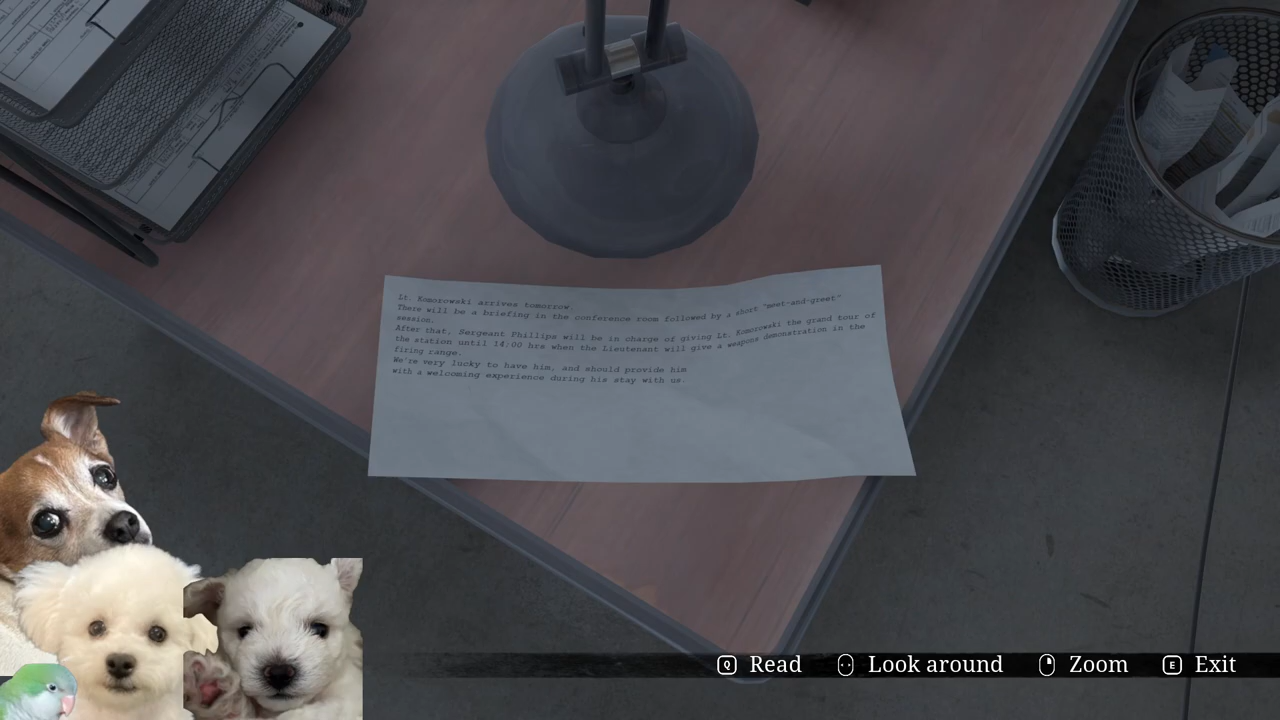 Lt. Komorowski arrives tomorrow.
There will be a briefing in the conference room followed by a short "meet-and-greet"
session.
After that, Sergeant Phillips will be in charge of giving Lt. Komorowski the grand tour of
the station until 14;00 hrs when the Lieutenant will give a weapons demonstration in the
firing range.
We're very lucky to have him, and should provide him
with a welcoming experience during his stay with us.
Q Read Look around Zoom E Exit